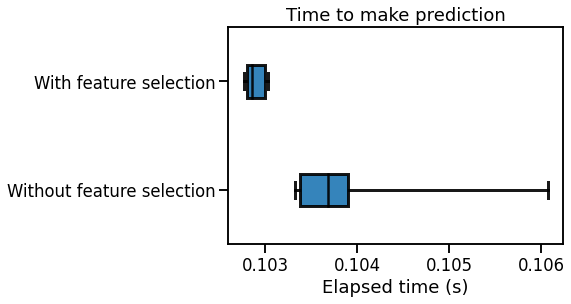 Time to make prediction
With feature selection
Without feature selection
0.103 0.104 0.105 0.106
Elapsed time (s)